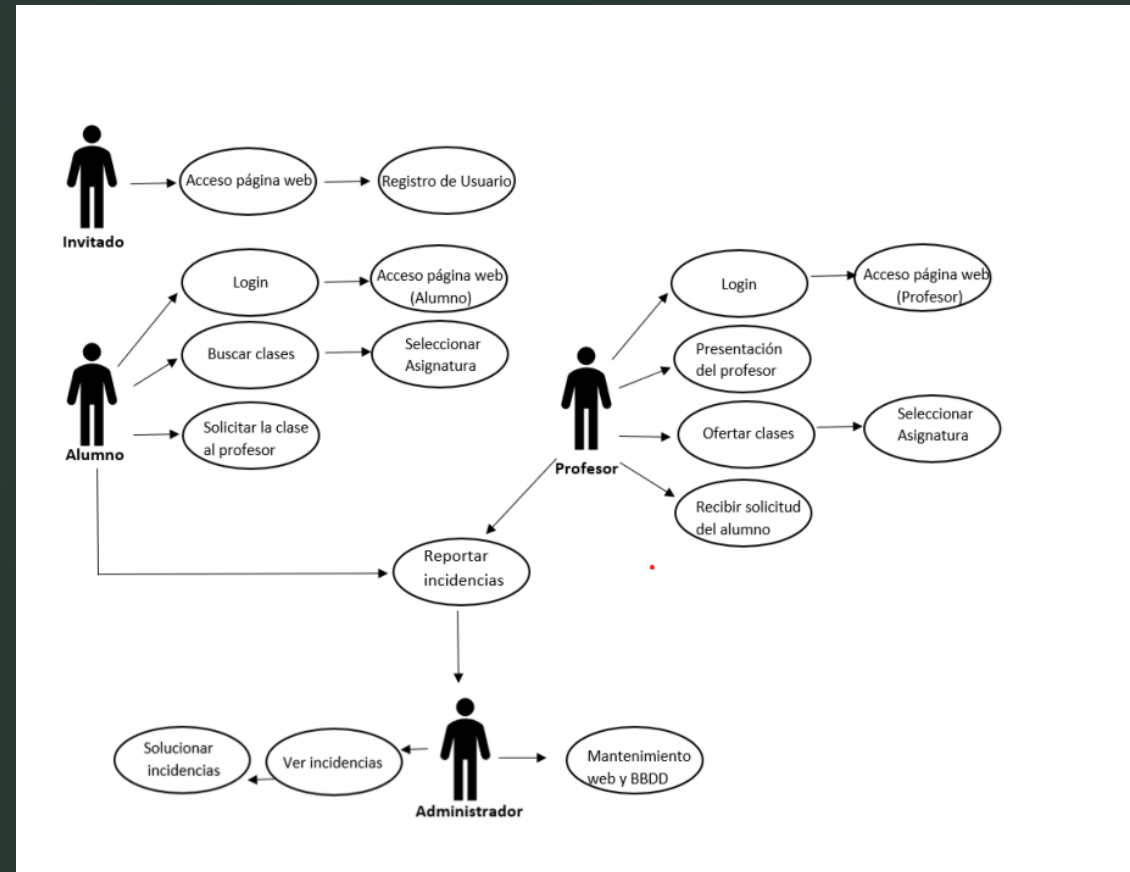 Acceso página web
Registro de Usuario
Invitado
Login
Acceso página web
(Alumno)
Buscar clases
Seleccionar
Asignatura
Solicitar la clase
al profesor
Alumno
Login
Acceso página web
(Profesor)
Presentación
del profesor
Ofertar clases
Seleccionar
Asignatura
Profesor
Recibir solicitud
del alumno
Reportar
incidencias
Solucionar
incidencias
Ver incidencias
Mantenimiento
web y BBDD
Administrador